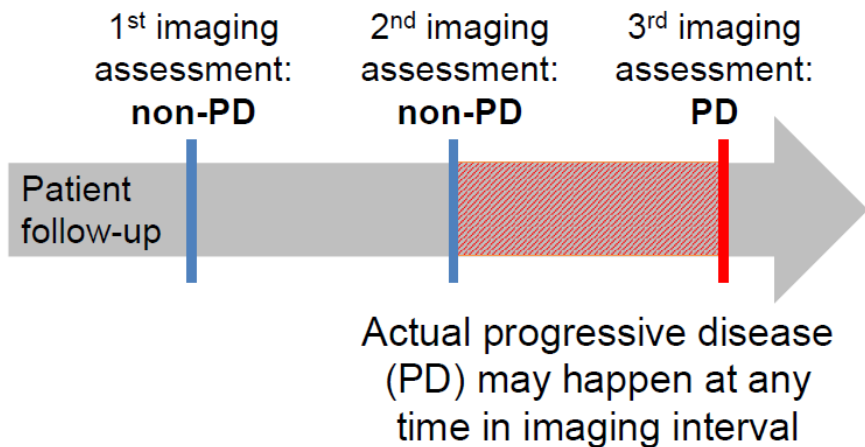 1st imaging
assessment:
non-PD
2nd imaging
assessment:
non-PD
3rd imaging
assessment:
PD
Patient
follow-up
Actual progressive disease
(PD) may happen at any
time in imaging interval